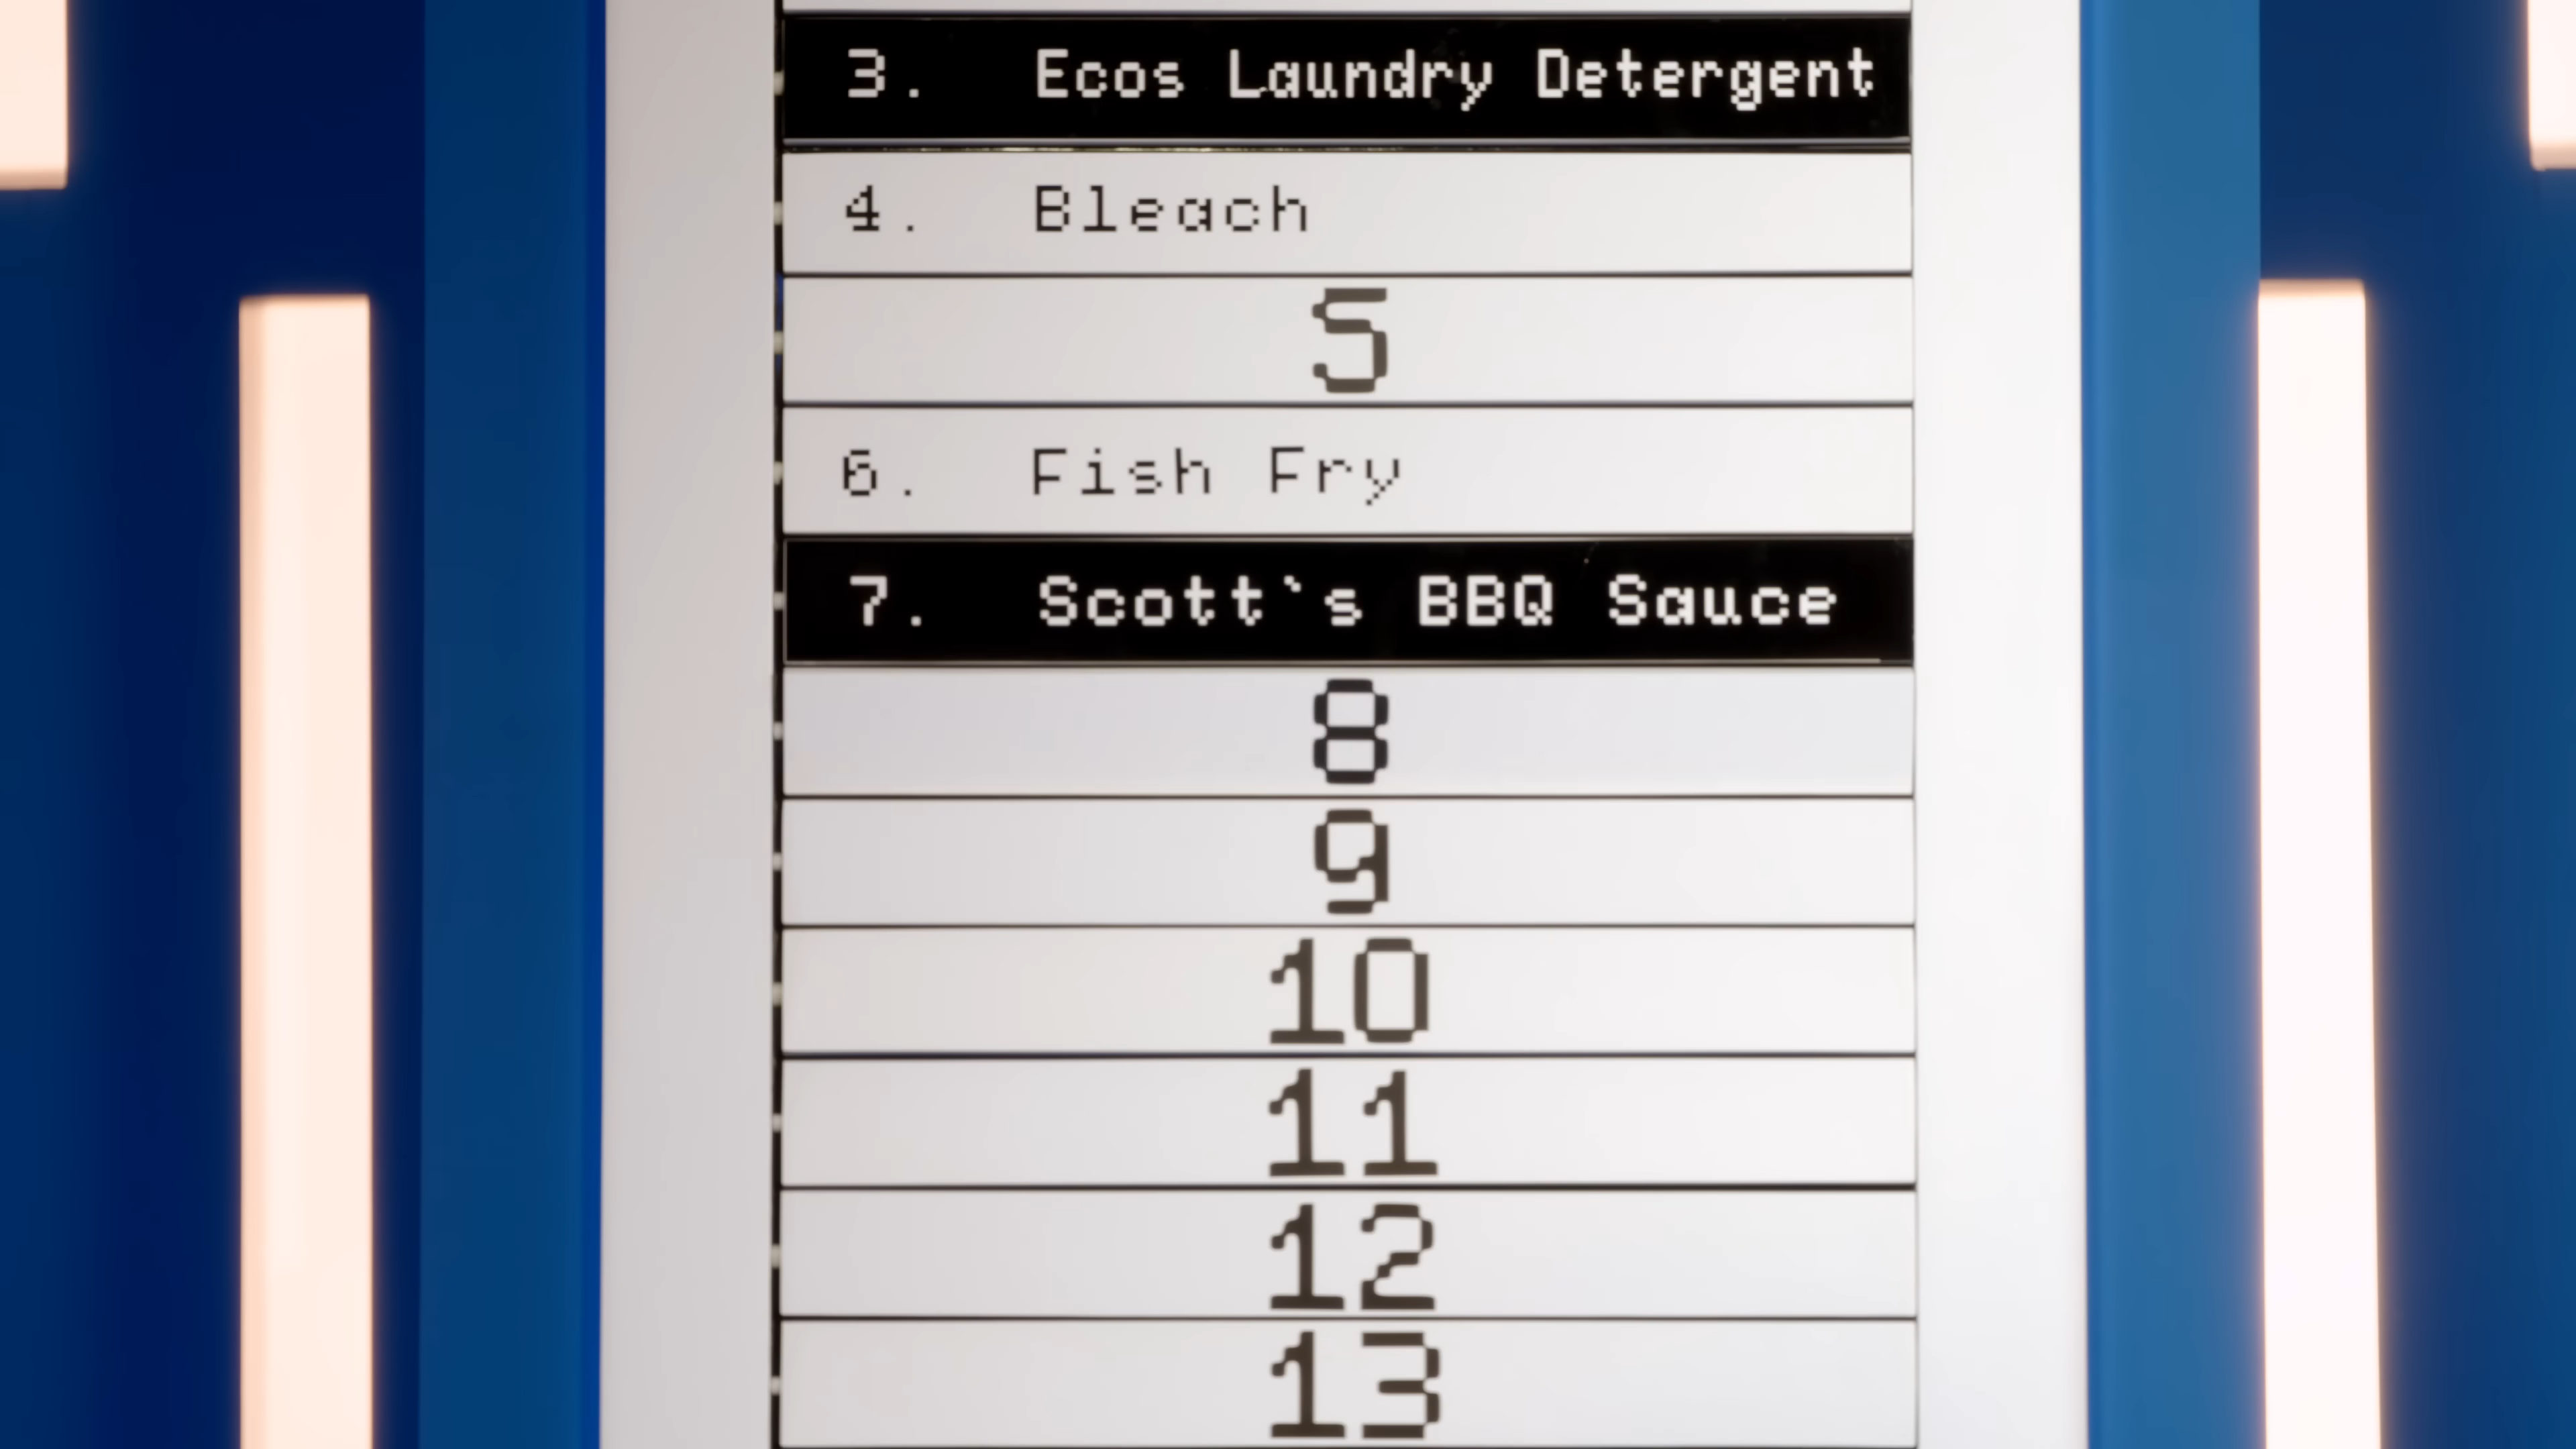 3. Ecos Laundry Detergent
4. Bleach
5
6. Fish Fry
7. Scott`s BBQ Sauce
8
9
10
11
12
13